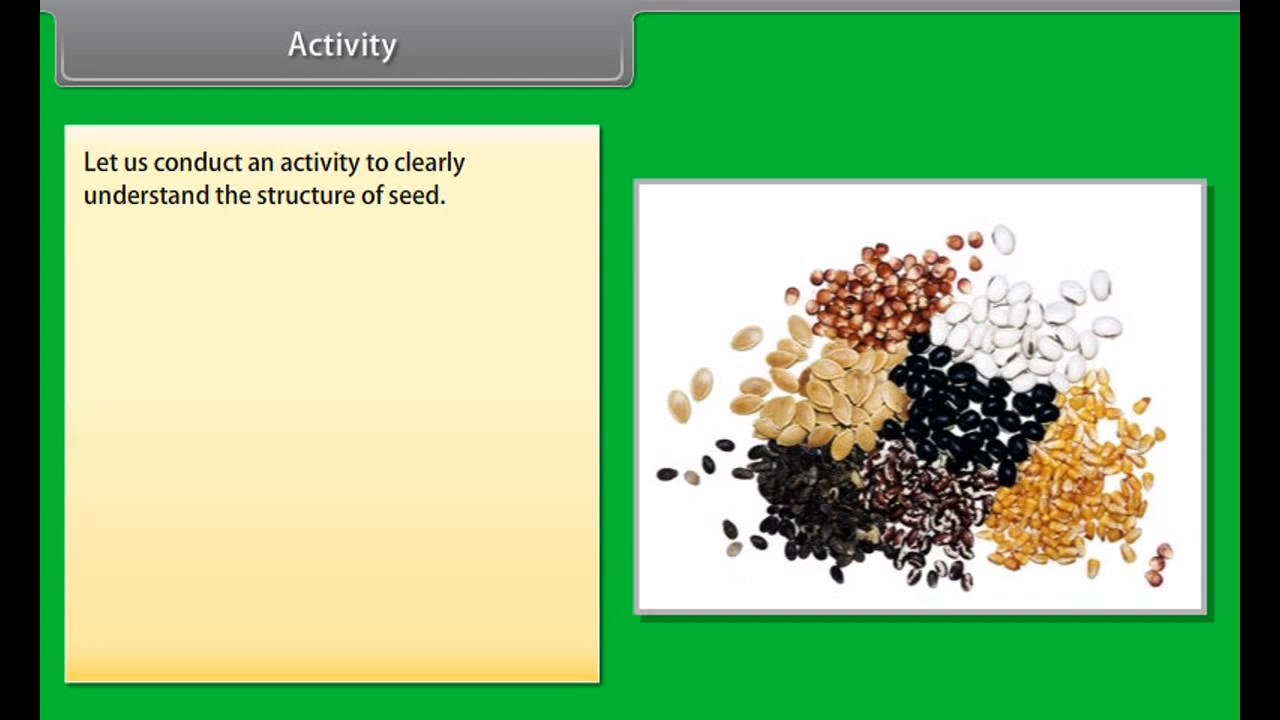 Activity
Let us conduct an activity to clearly
understand the structure of seed.